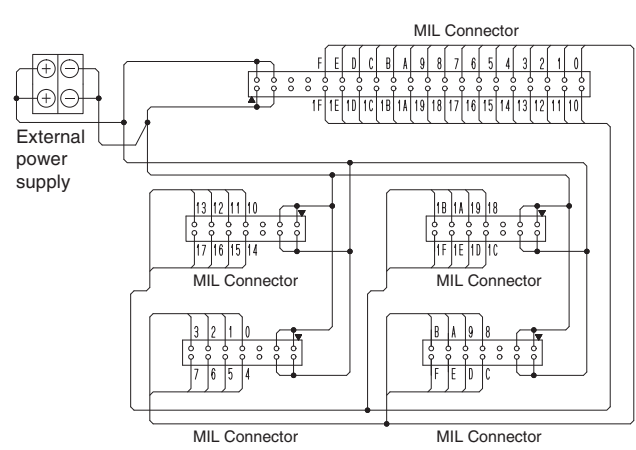 MIL Connector
F E D C B A 9 8 7 6 5 4 3 2 1 0
+ − + −
1F 1E 1D 1C 1B 1A 19 18 17 16 15 14 13 12 11 10
External
power
supply
13 12 11 10
17 16 15 14
MIL Connector
1B 1A 19 18
1F 1E 1D 1C
MIL Connector
3 2 1 0
7 6 5 4
MIL Connector
B A 9 8
F E D C
MIL Connector